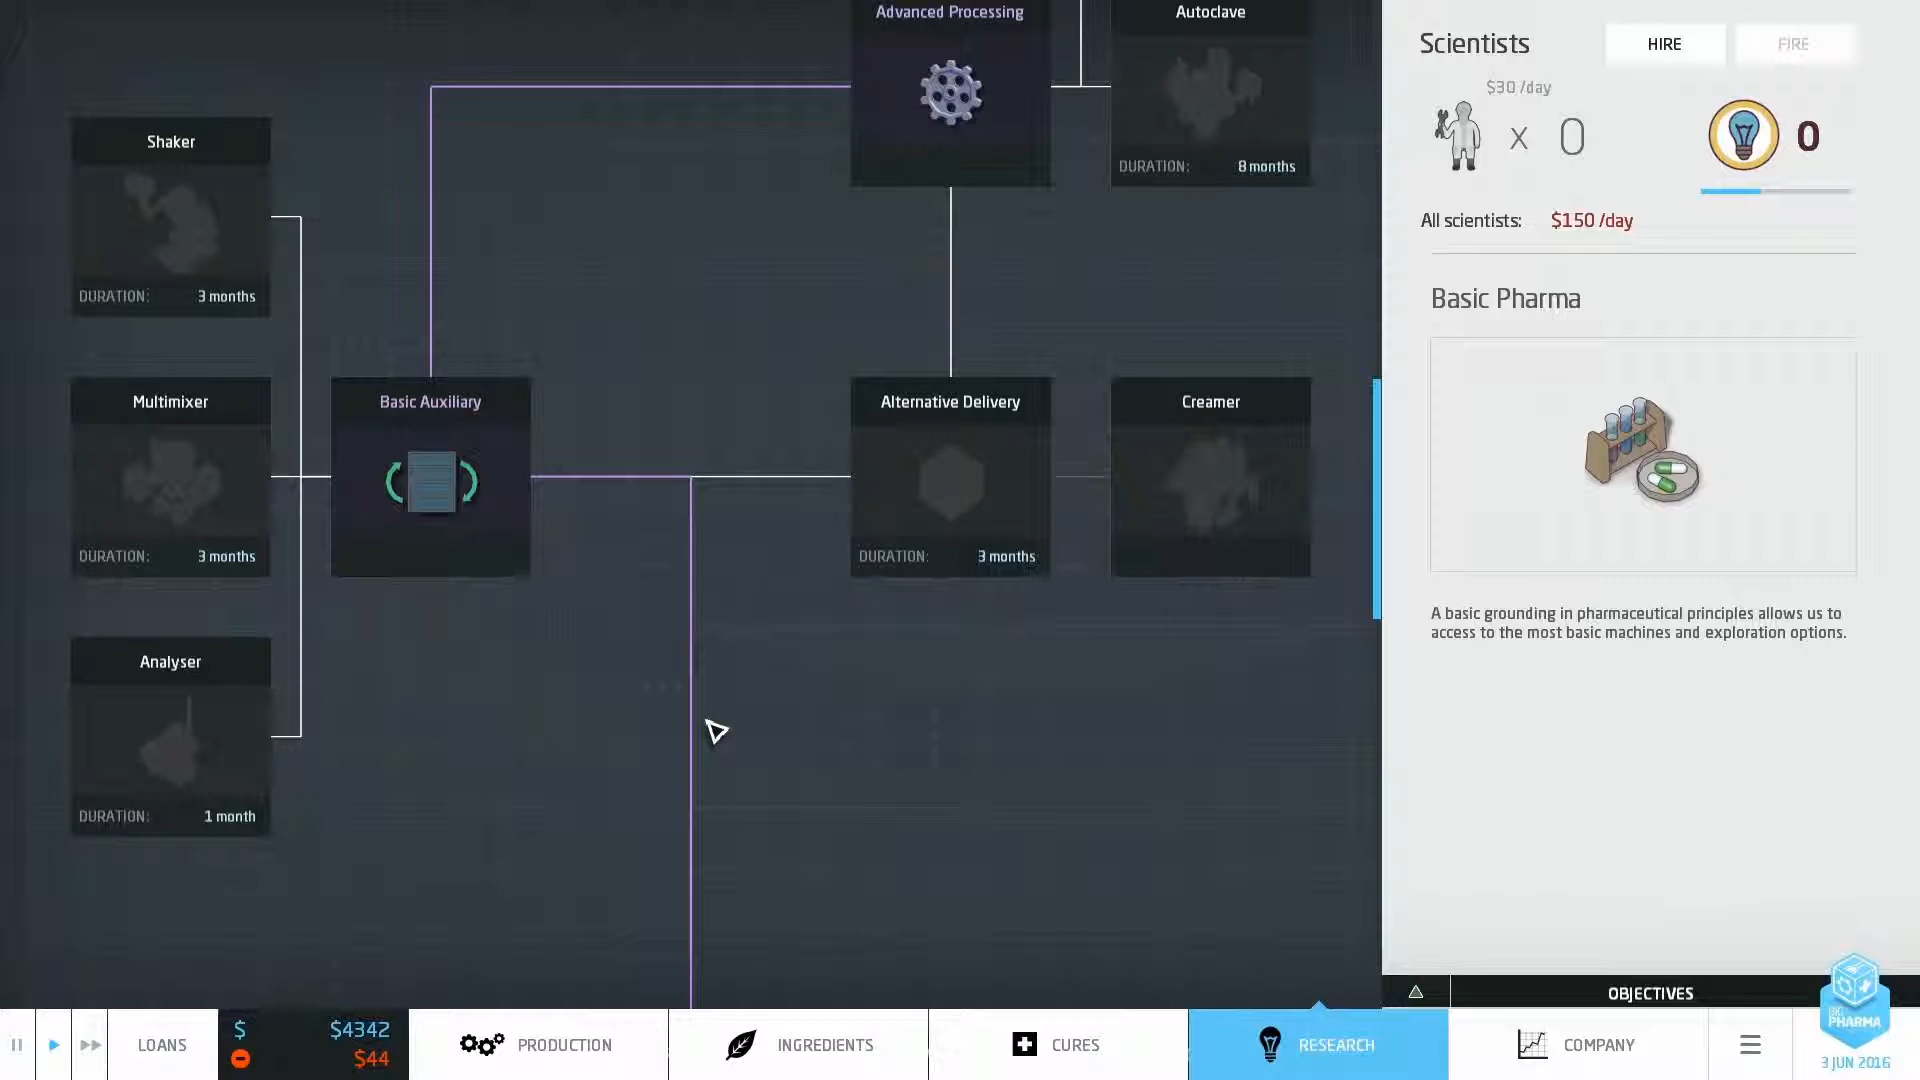 Advanced Processing
Autoclave
DURATION: 8 months
Shaker
DURATION: 3 months
Multimixer
DURATION: 3 months
Basic Auxiliary
Alternative Delivery
DURATION: 3 months
Creamer
Analyser
DURATION: 1 month
Scientists
HIRE
FIRE
$30 /day
X 0
0
All scientists: $150 /day
Basic Pharma
A basic grounding in pharmaceutical principles allows us to
access to the most basic machines and exploration options.
OBJECTIVES
BIG
PHARMA
3 JUN 2016
LOANS
$ $4342
$44
PRODUCTION
INGREDIENTS
CURES
RESEARCH
COMPANY